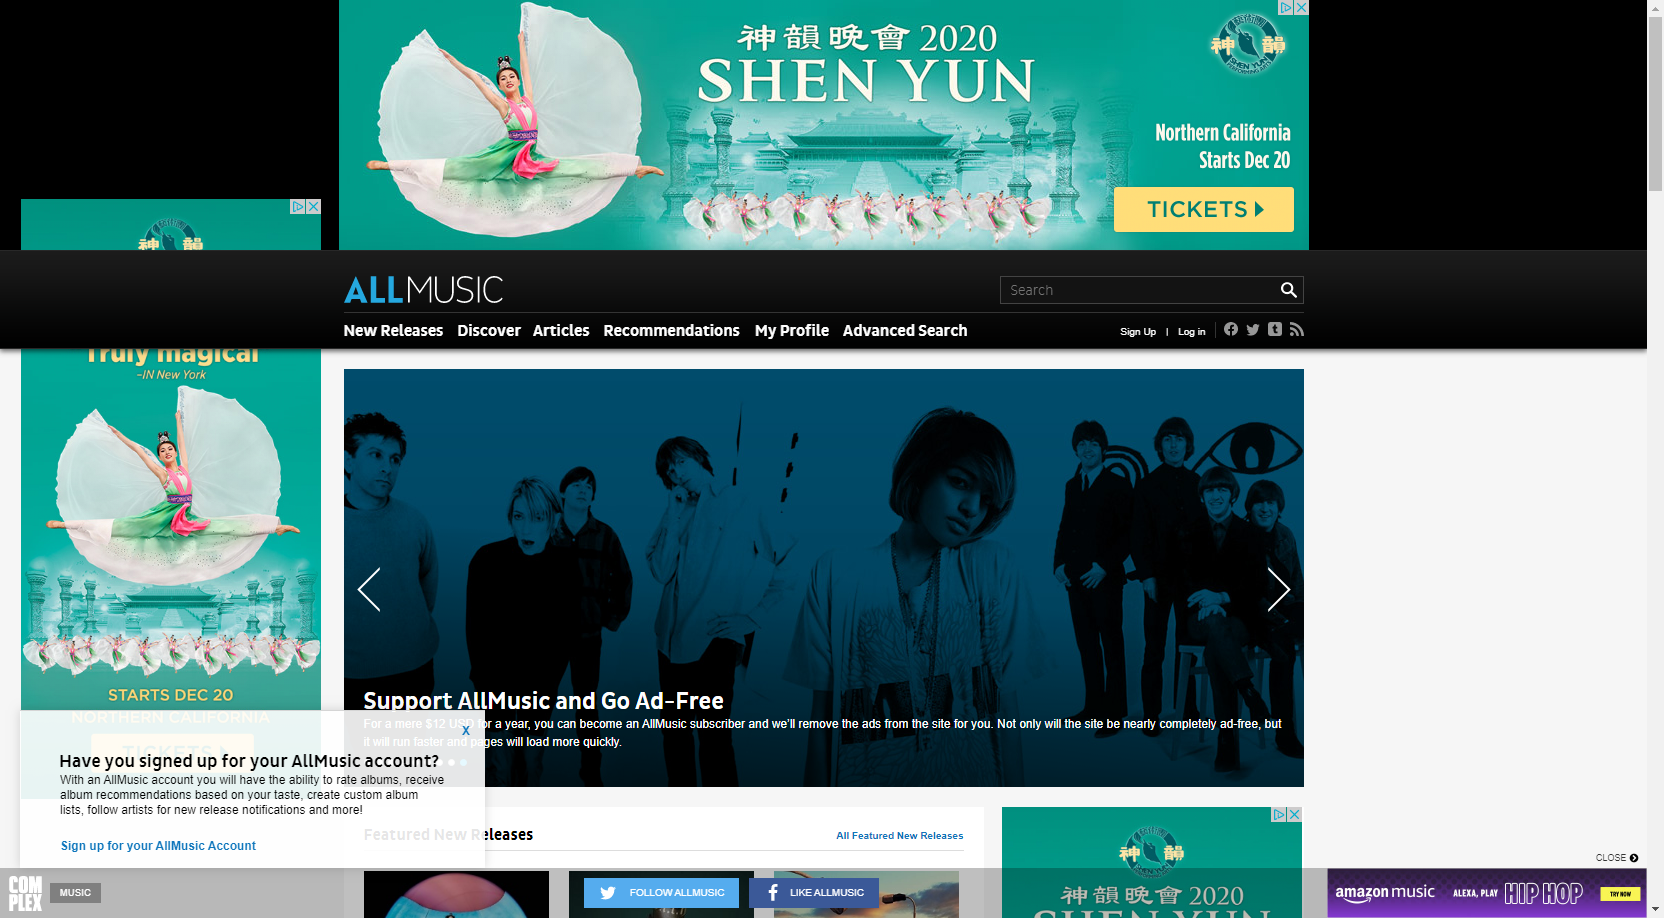 神韻晚會 2020
SHEN YUN
神 韻
SHEN YUN
PERFORMING ARTS
Northern California
Starts Dec 20
TICKETS
神 韻
ALLMUSIC
Search
New Releases Discover Articles Recommendations My Profile Advanced Search
Sign Up | Log in
Truly magical
–IN New York
STARTS DEC 20
NORTHERN CALIFORNIA
TICKETS
Support AllMusic and Go Ad-Free
For a mere $12 USD for a year, you can become an AllMusic subscriber and we'll remove the ads from the site for you. Not only will the site be nearly completely ad-free, but
it will run faster and pages will load more quickly.
X
Have you signed up for your AllMusic account?
With an AllMusic account you will have the ability to rate albums, receive
album recommendations based on your taste, create custom album
lists, follow artists for new release notifications and more!
Sign up for your AllMusic Account
Featured New Releases
All Featured New Releases
神 韻
神韻晚會 2020
SHEN YUN
CLOSE
COMPLEX
MUSIC
FOLLOW ALLMUSIC
LIKE ALLMUSIC
amazon music
ALEXA, PLAY
HIP HOP
TRY NOW